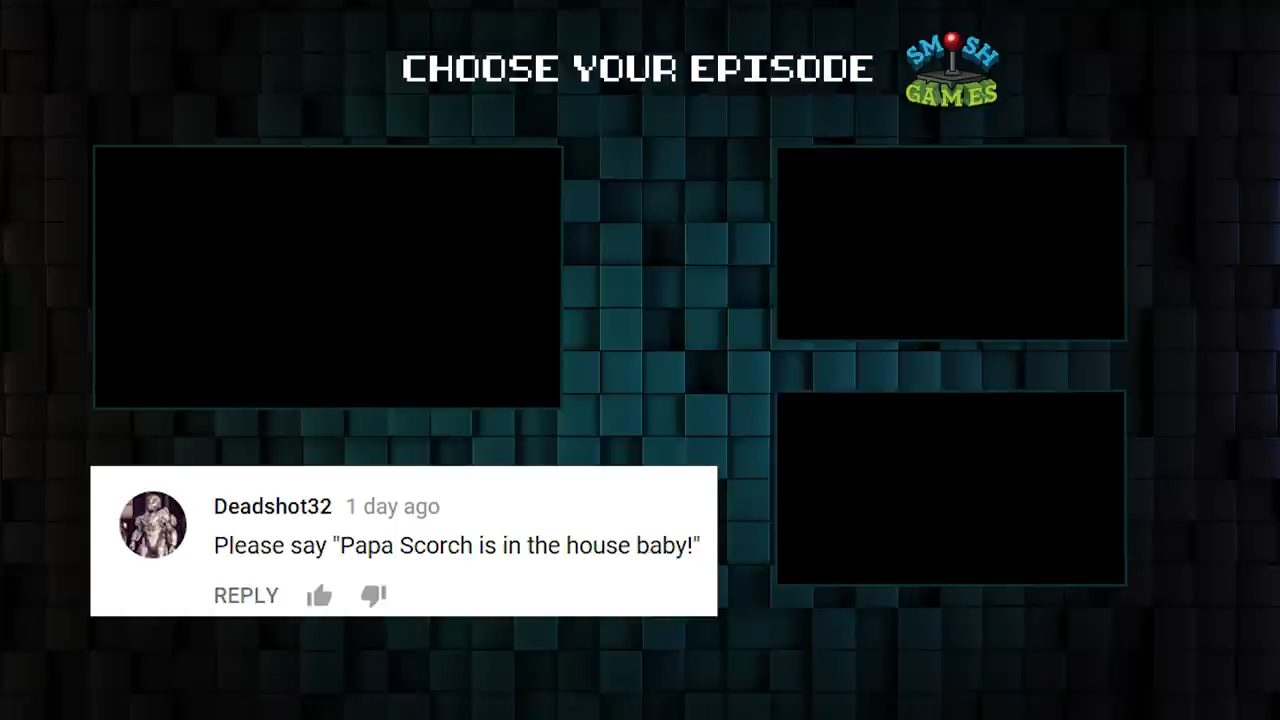 CHOOSE YOUR EPISODE
SMOSH
GAMES
Deadshot32 1 day ago
Please say "Papa Scorch is in the house baby!"
REPLY